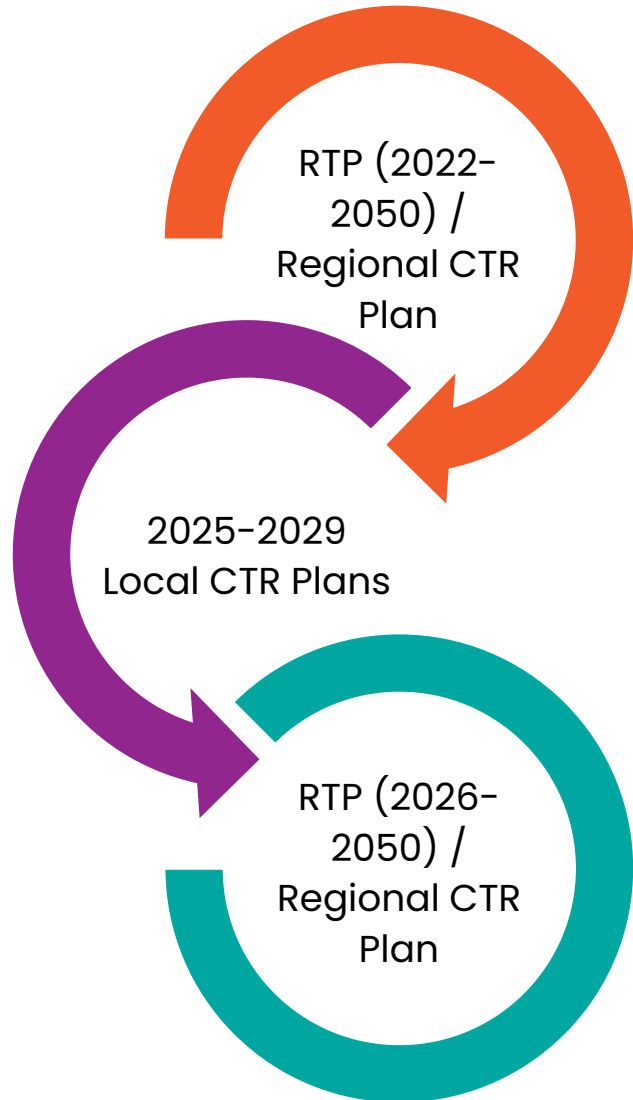 RTP (2022-
2050) /
Regional CTR
Plan
2025-2029
Local CTR Plans
RTP (2026-
2050) /
Regional CTR
Plan